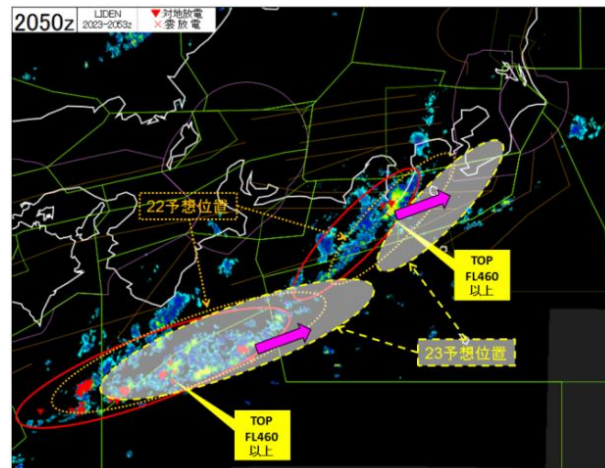 2050z
LIDEN
2023-2053z
▼:対地放電
×:雲放電
22予想位置
TOP
FL460
以上
23予想位置
TOP
FL460
以上